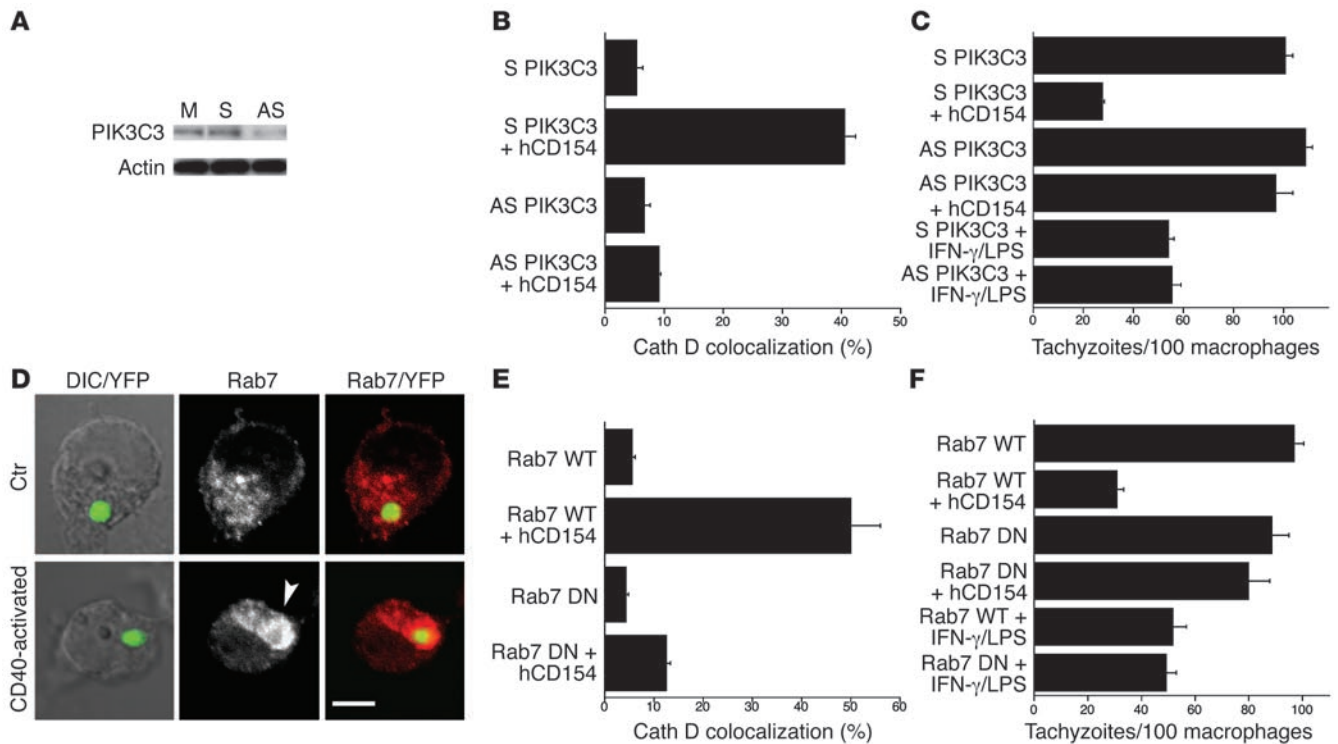 A
M S AS
PIK3C3
Actin
B
S PIK3C3
S PIK3C3
+ hCD154
AS PIK3C3
AS PIK3C3
+ hCD154
0 10 20 30 40 50
Cath D colocalization (%)
C
S PIK3C3
S PIK3C3
+ hCD154
AS PIK3C3
AS PIK3C3
+ hCD154
S PIK3C3 +
IFN-γ/LPS
AS PIK3C3 +
IFN-γ/LPS
0 20 40 60 80 100
Tachyzoites/100 macrophages
D
DIC/YFP Rab7 Rab7/YFP
Ctr
CD40-activated
E
Rab7 WT
Rab7 WT
+ hCD154
Rab7 DN
Rab7 DN +
hCD154
0 10 20 30 40 50 60
Cath D colocalization (%)
F
Rab7 WT
Rab7 WT
+ hCD154
Rab7 DN
Rab7 DN
+ hCD154
Rab7 WT +
IFN-γ/LPS
Rab7 DN +
IFN-γ/LPS
0 20 40 60 80 100
Tachyzoites/100 macrophages